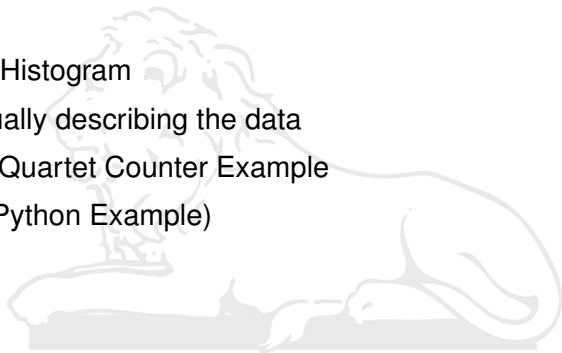 Histogram
ually describing the data
Quartet Counter Example
Python Example)